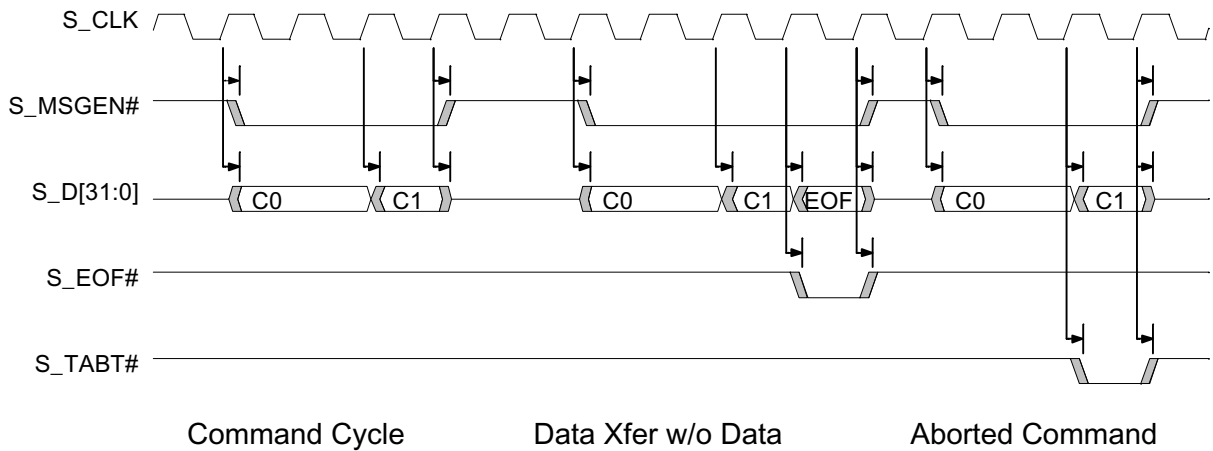 S_CLK
S_MSGEN#
S_D[31:0] C0 C1 C0 C1 EOF C0 C1
S_EOF#
S_TABT#
Command Cycle Data Xfer w/o Data Aborted Command